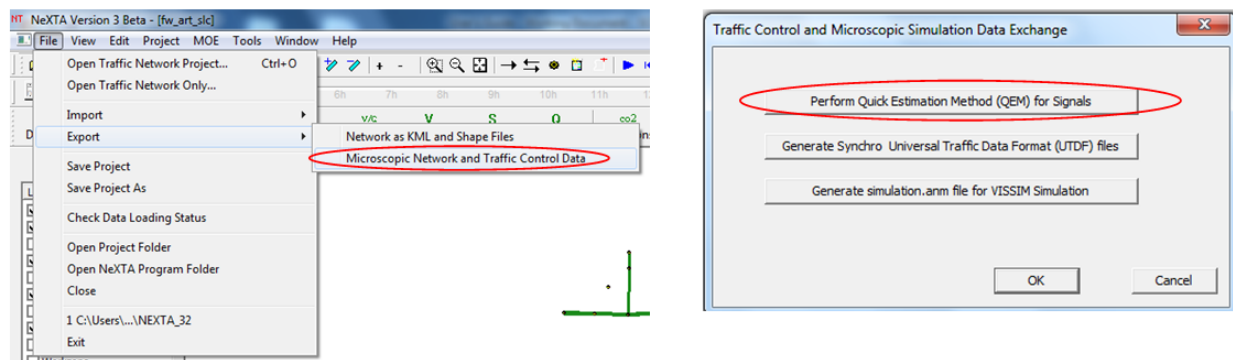 NeXTA Version 3 Beta - [fw_art_slc]
File View Edit Project MOE Tools Window Help
Open Traffic Network Project... Ctrl+O
Open Traffic Network Only...
+ -
6h 7h 8h 9h 10h 11h
Import
v/c V S Q co2
Export
Network as KML and Shape Files
Microscopic Network and Traffic Control Data
Save Project
Save Project As
Check Data Loading Status
Open Project Folder
Open NeXTA Program Folder
Close
1 C:\Users\...\NEXTA_32
Exit
Traffic Control and Microscopic Simulation Data Exchange
Perform Quick Estimation Method (QEM) for Signals
Generate Synchro Universal Traffic Data Format (UTDF) files
Generate simulation.anm file for VISSIM Simulation
OK Cancel